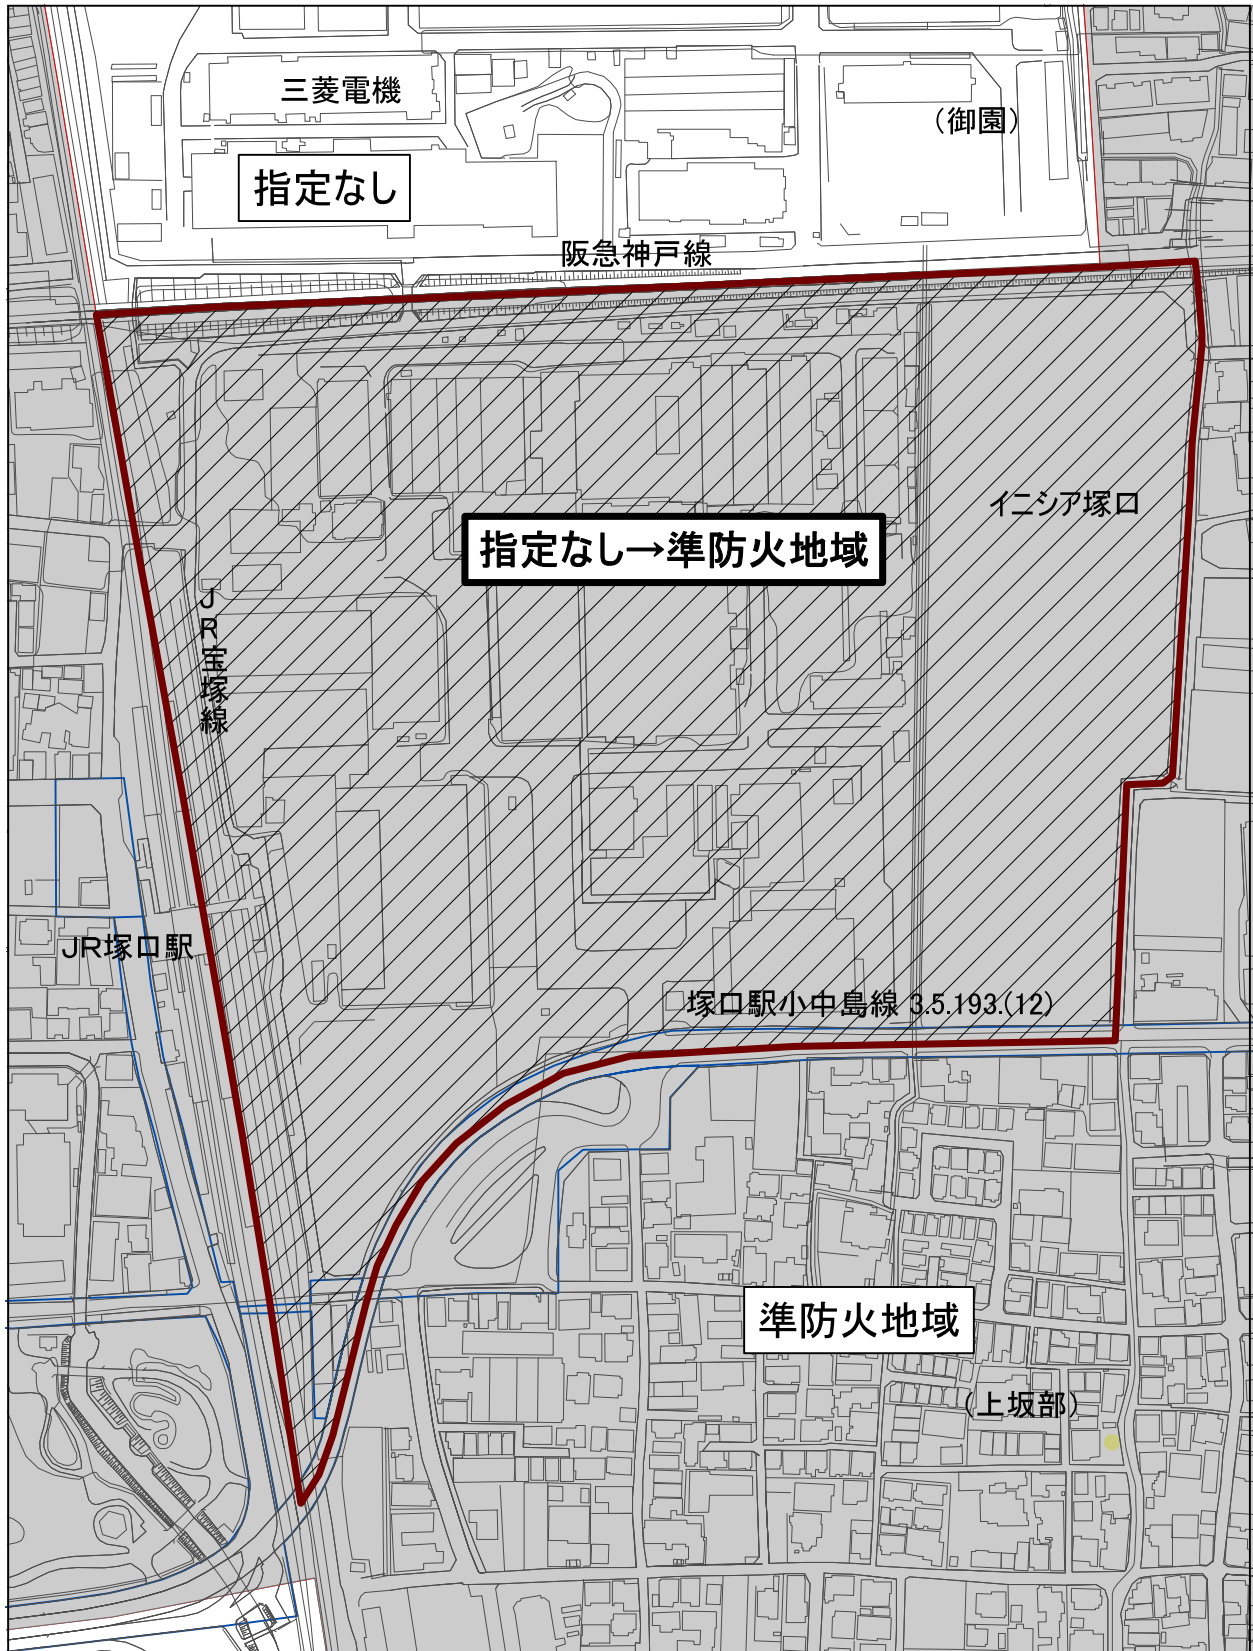 三菱電機
（御園）
指定なし
阪急神戸線
イニシア塚口
指定なし→準防火地域
JR宝塚線
JR塚口駅
塚口駅小中島線 3.5.193.(12)
準防火地域
（上坂部）